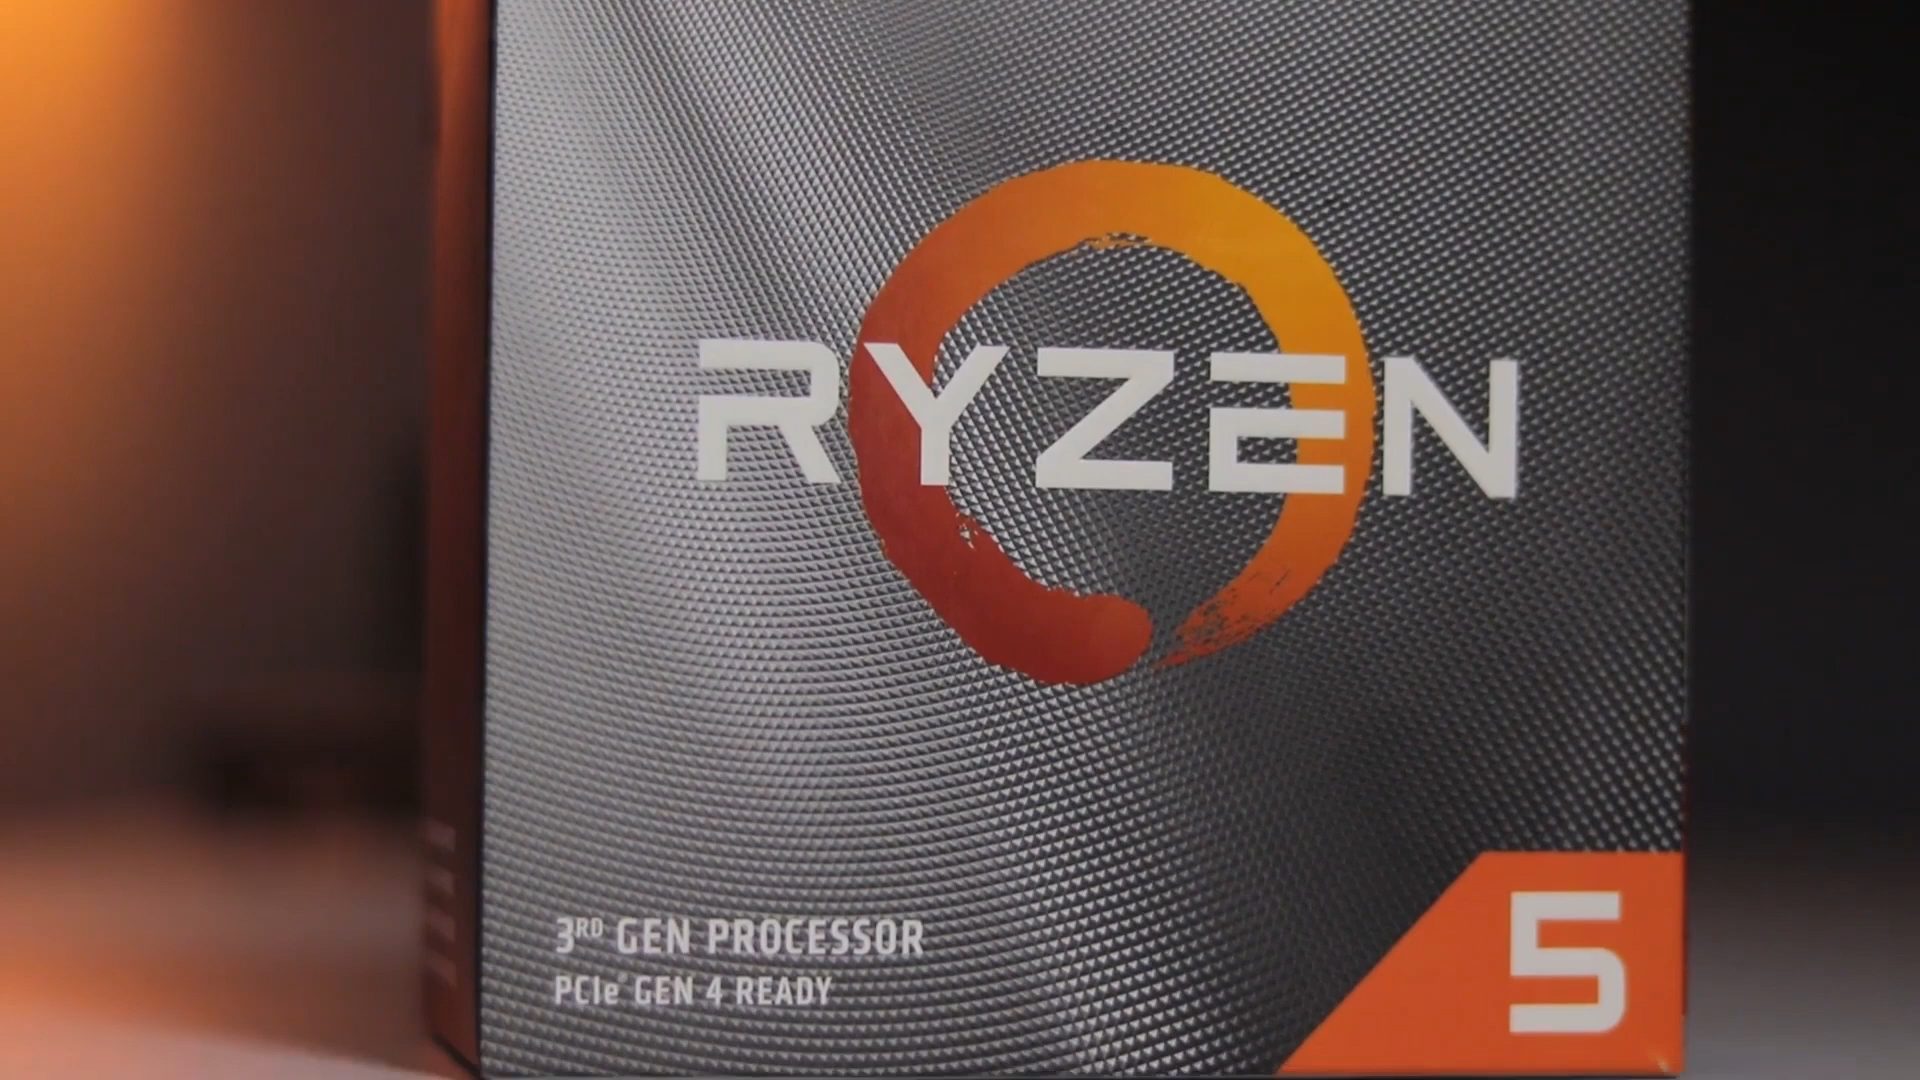 RYZEN
3RD GEN PROCESSOR
PCIe® GEN 4 READY
5